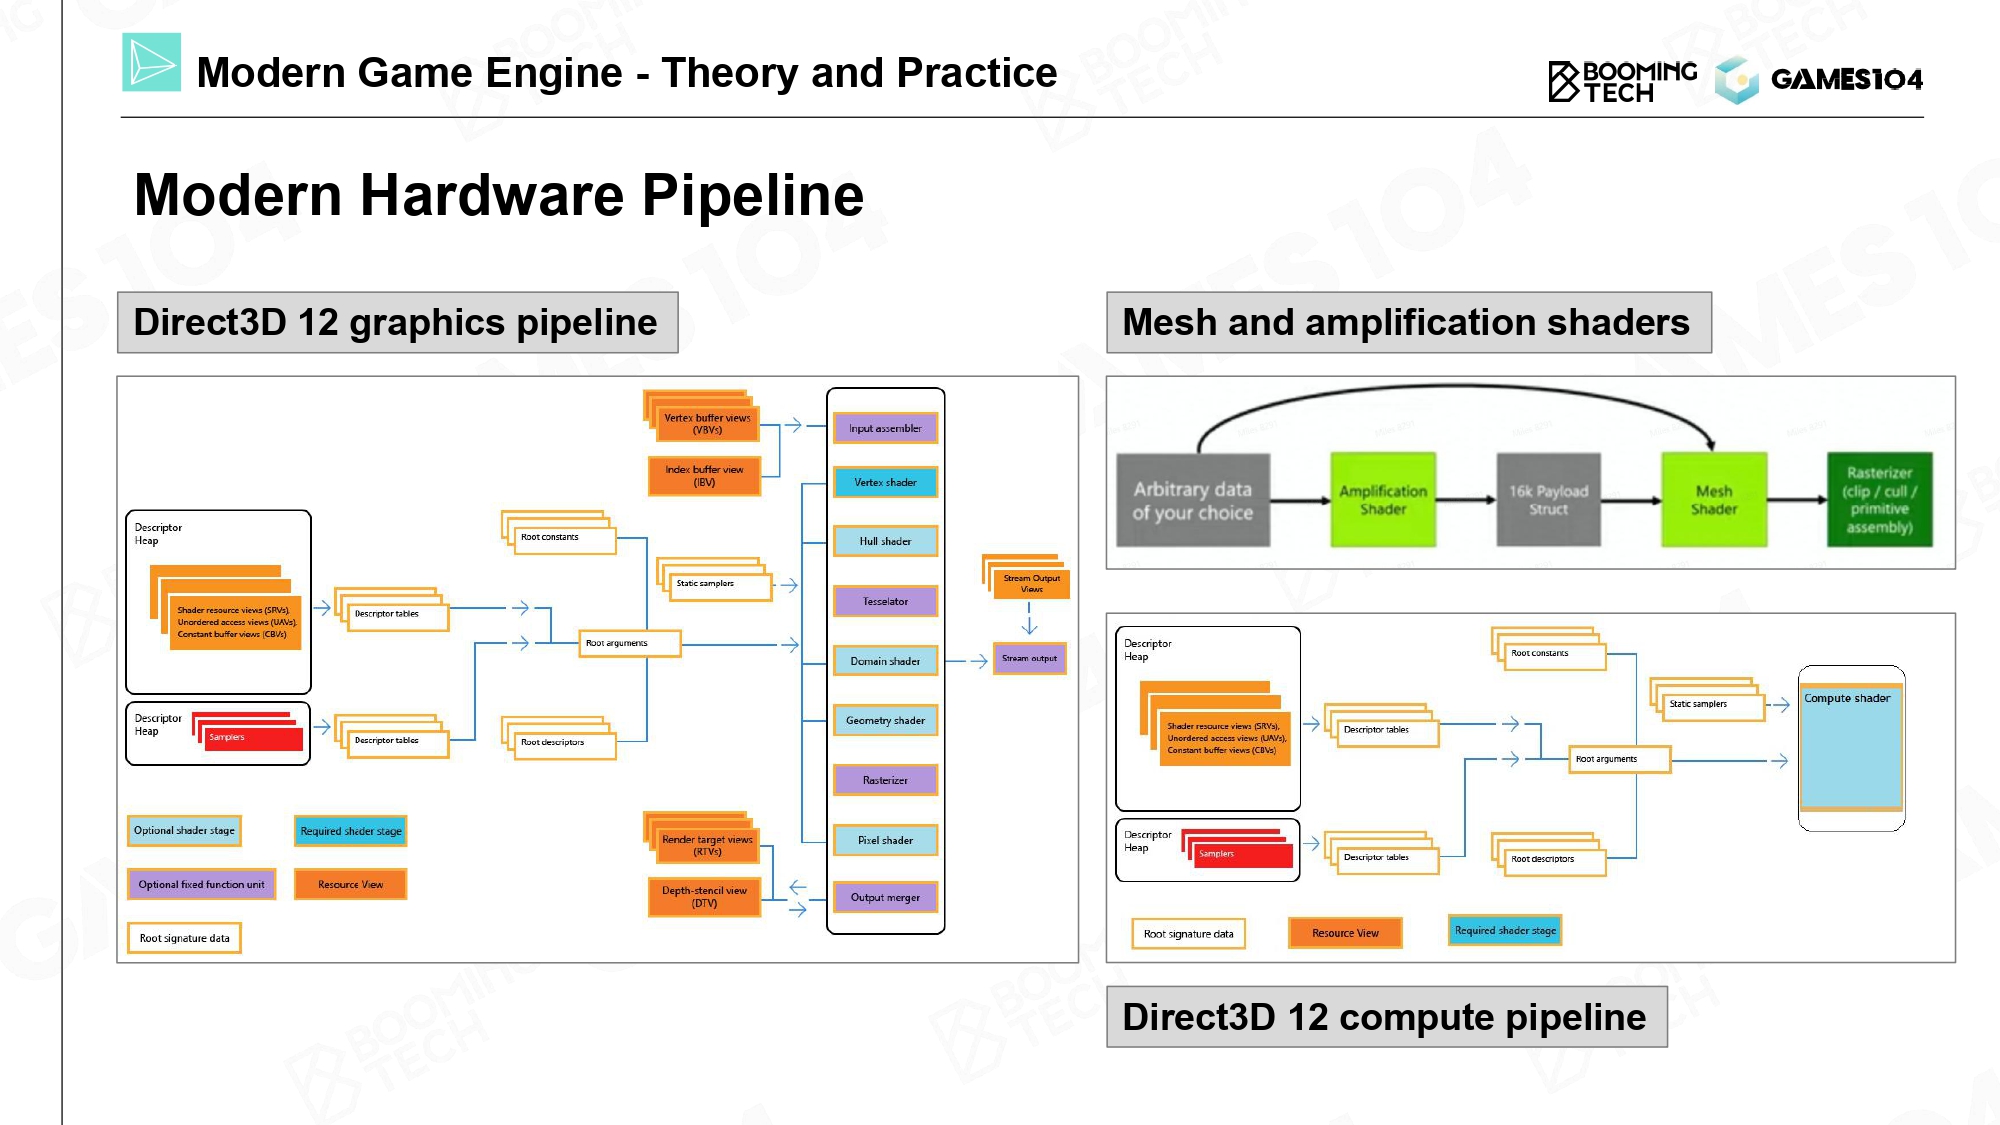 Modern Game Engine - Theory and Practice
BOOMING
TECH
GAMES104
Modern Hardware Pipeline
Direct3D 12 graphics pipeline
Vertex buffer views
(VBVs)
Index buffer view
(IBV)
Input assembler
Vertex shader
Hull shader
Tesselator
Domain shader
Geometry shader
Rasterizer
Pixel shader
Output merger
Descriptor
Heap
Shader resource views (SRVs),
Unordered access views (UAVs),
Constant buffer views (CBVs)
Descriptor tables
Root constants
Static samplers
Root arguments
Stream Output
Views
Stream output
Descriptor
Heap
Samplers
Descriptor tables
Root descriptors
Render target views
(RTVs)
Depth-stencil view
(DTV)
Optional shader stage
Required shader stage
Optional fixed function unit
Resource View
Root signature data
Mesh and amplification shaders
Arbitrary data
of your choice
Amplification
Shader
16k Payload
Struct
Mesh
Shader
Rasterizer
(clip / cull /
primitive
assembly)
Descriptor
Heap
Shader resource views (SRVs),
Unordered access views (UAVs),
Constant buffer views (CBVs)
Descriptor tables
Root constants
Static samplers
Root arguments
Compute shader
Descriptor
Heap
Samplers
Descriptor tables
Root descriptors
Root signature data
Resource View
Required shader stage
Direct3D 12 compute pipeline